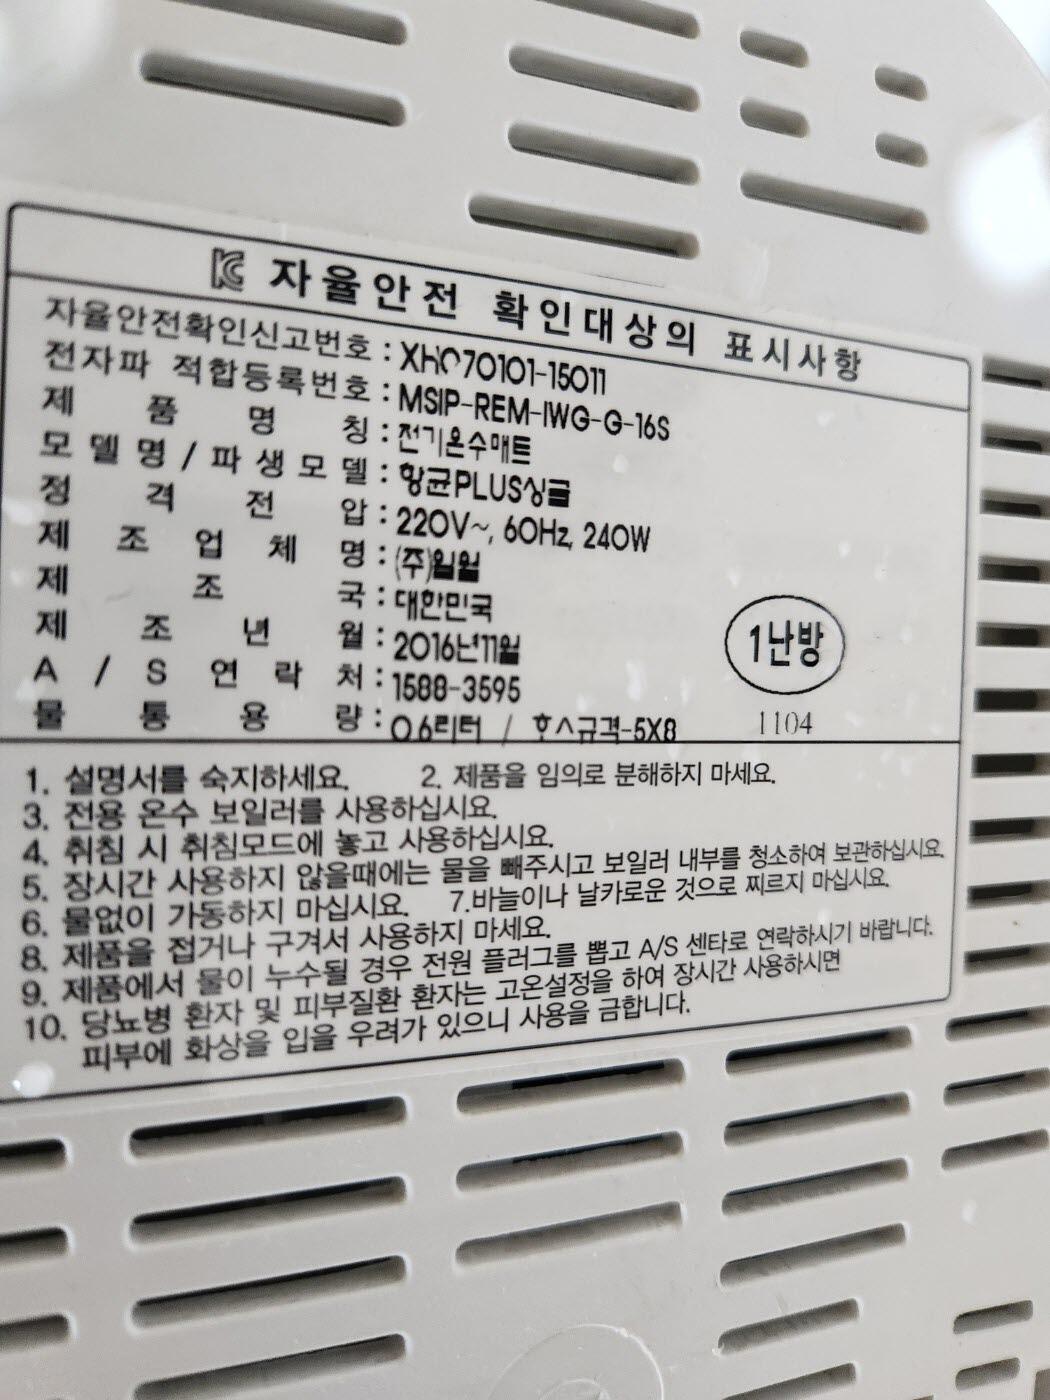 KC 자율안전 확인대상의 표시사항
자율안전확인신고번호 : XH070101-15011
전자파 적합등록번호 : MSIP-REM-IWG-G-16S
제품명칭 : 전기온수매트
모델명/파생모델 : 항균PLUS싱글
정격전압 : 220V~, 60Hz, 240W
제조업체명 : (주)일월
제조국 : 대한민국
제조년월 : 2016년11월
A/S연락처 : 1588-3595
물통용량 : 0.6리터 / 호스규격-5X8
1난방
1104
1. 설명서를 숙지하세요. 2. 제품을 임의로 분해하지 마세요.
3. 전용 온수 보일러를 사용하십시요.
4. 취침 시 취침모드에 놓고 사용하십시요.
5. 장시간 사용하지 않을때에는 물을 빼주시고 보일러 내부를 청소하여 보관하십시요.
6. 물없이 가동하지 마십시요. 7.바늘이나 날카로운 것으로 찌르지 마십시요.
8. 제품을 접거나 구겨서 사용하지 마세요.
9. 제품에서 물이 누수될 경우 전원 플러그를 뽑고 A/S 센타로 연락하시기 바랍니다.
10. 당뇨병 환자 및 피부질환 환자는 고온설정을 하여 장시간 사용하시면
피부에 화상을 입을 우려가 있으니 사용을 금합니다.